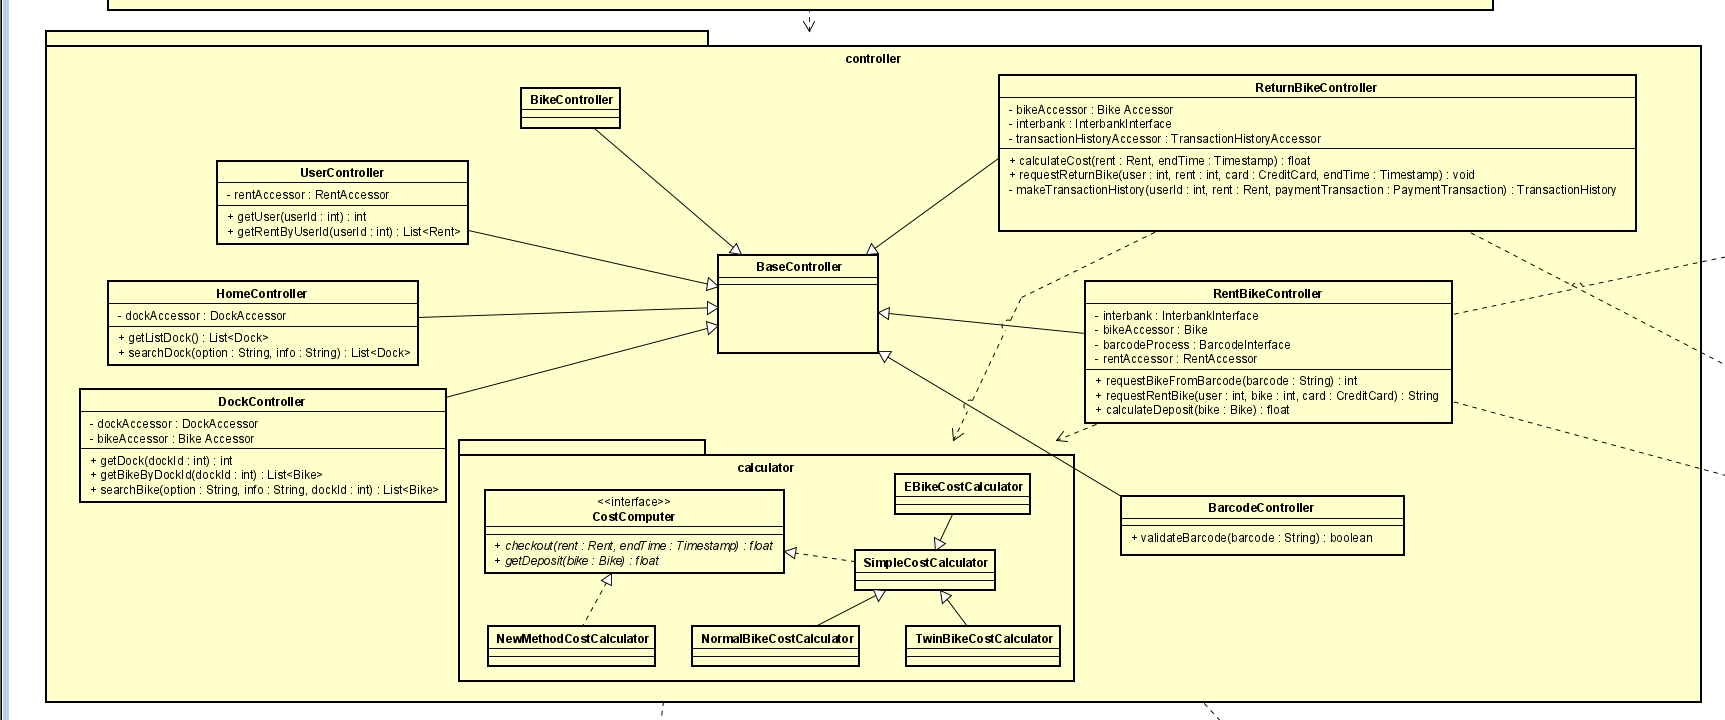 controller
BikeController
ReturnBikeController
- bikeAccessor : Bike Accessor
- interbank : InterbankInterface
- transactionHistoryAccessor : TransactionHistoryAccessor
+ calculateCost(rent : Rent, endTime : Timestamp) : float
+ requestReturnBike(user : int, rent : int, card : CreditCard, endTime : Timestamp) : void
- makeTransactionHistory(userId : int, rent : Rent, paymentTransaction : PaymentTransaction) : TransactionHistory
UserController
- rentAccessor : RentAccessor
+ getUser(userId : int) : int
+ getRentByUserId(userId : int) : List<Rent>
BaseController
HomeController
- dockAccessor : DockAccessor
+ getListDock() : List<Dock>
+ searchDock(option : String, info : String) : List<Dock>
RentBikeController
- interbank : InterbankInterface
- bikeAccessor : Bike
- barcodeProcess : BarcodeInterface
- rentAccessor : RentAccessor
+ requestBikeFromBarcode(barcode : String) : int
+ requestRentBike(user : int, bike : int, card : CreditCard) : String
+ calculateDeposit(bike : Bike) : float
DockController
- dockAccessor : DockAccessor
- bikeAccessor : Bike Accessor
+ getDock(dockId : int) : int
+ getBikeByDockId(dockId : int) : List<Bike>
+ searchBike(option : String, info : String, dockId : int) : List<Bike>
calculator
<<interface>>
CostComputer
+ checkout(rent : Rent, endTime : Timestamp) : float
+ getDeposit(bike : Bike) : float
EBikeCostCalculator
SimpleCostCalculator
NewMethodCostCalculator
NormalBikeCostCalculator
TwinBikeCostCalculator
BarcodeController
+ validateBarcode(barcode : String) : boolean